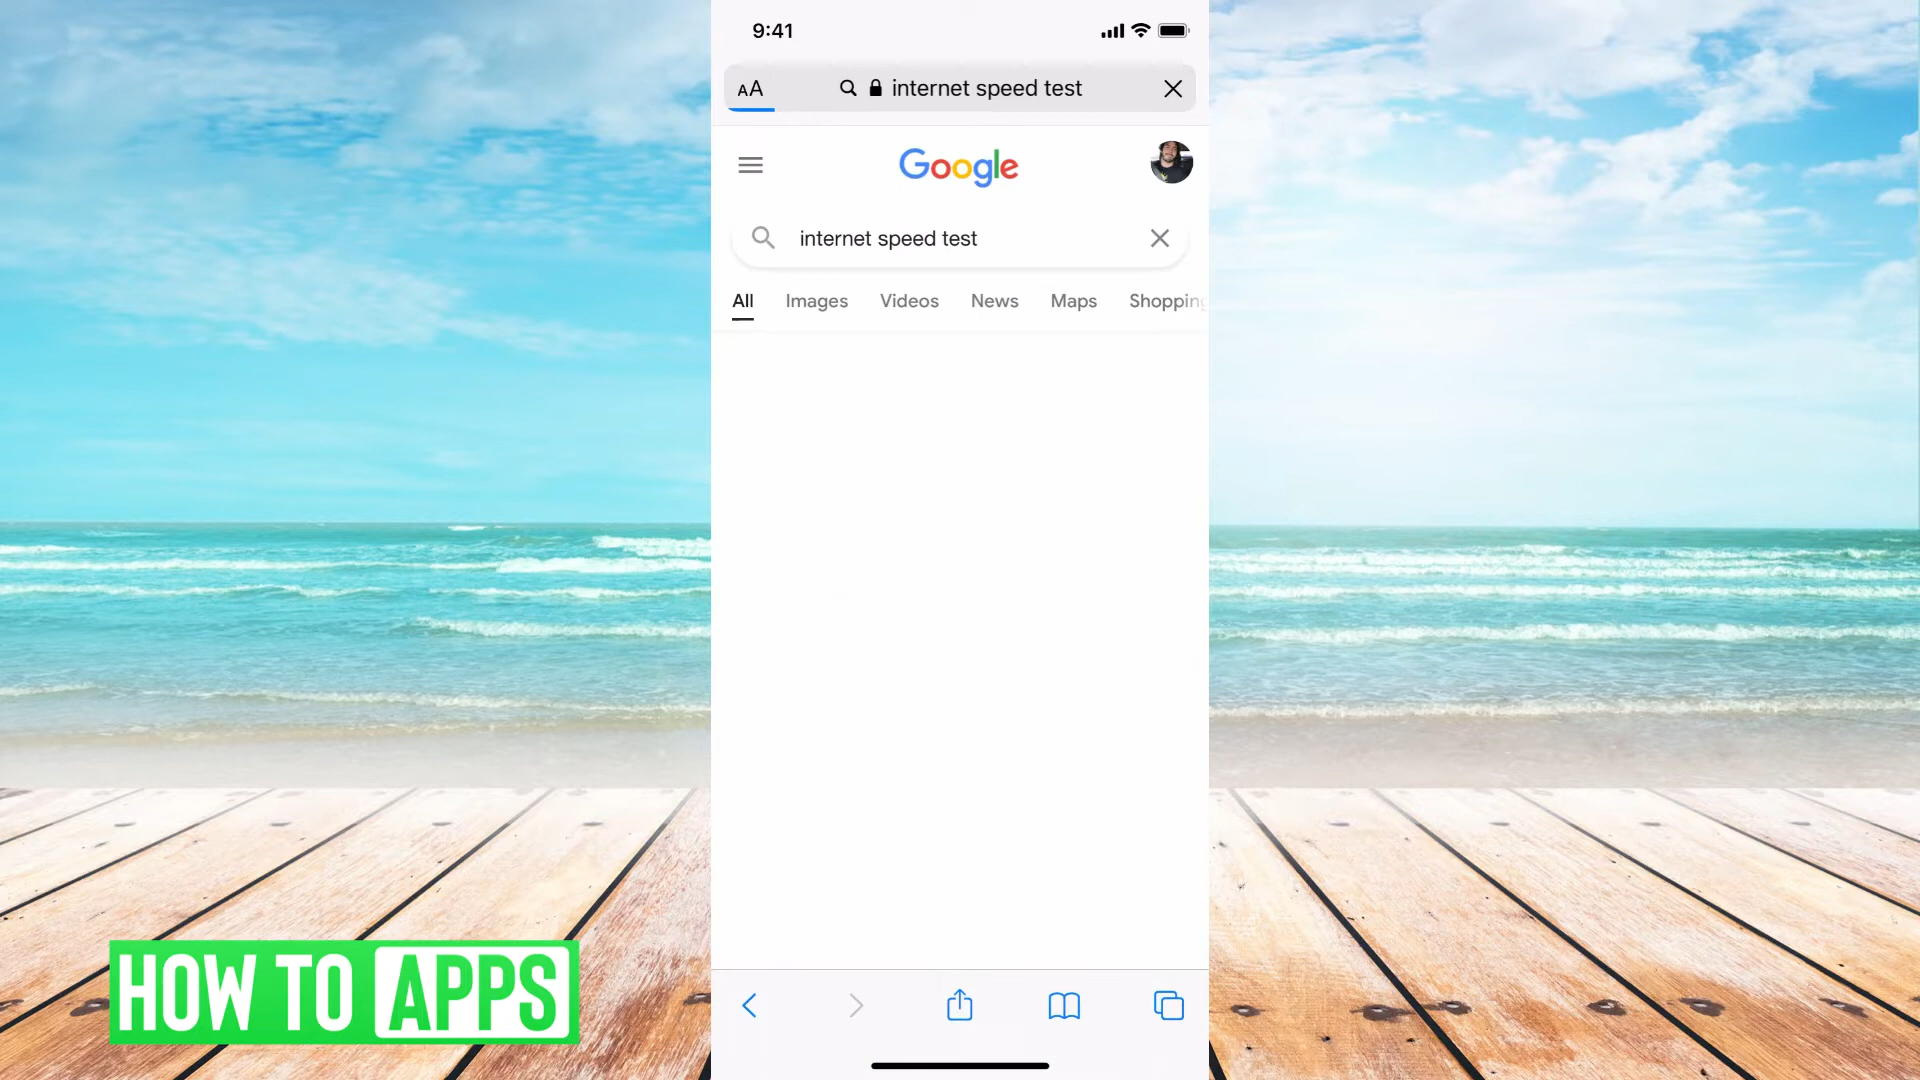 9:41
AA internet speed test
Google
internet speed test
All Images Videos News Maps Shopping
HOW TO APPS